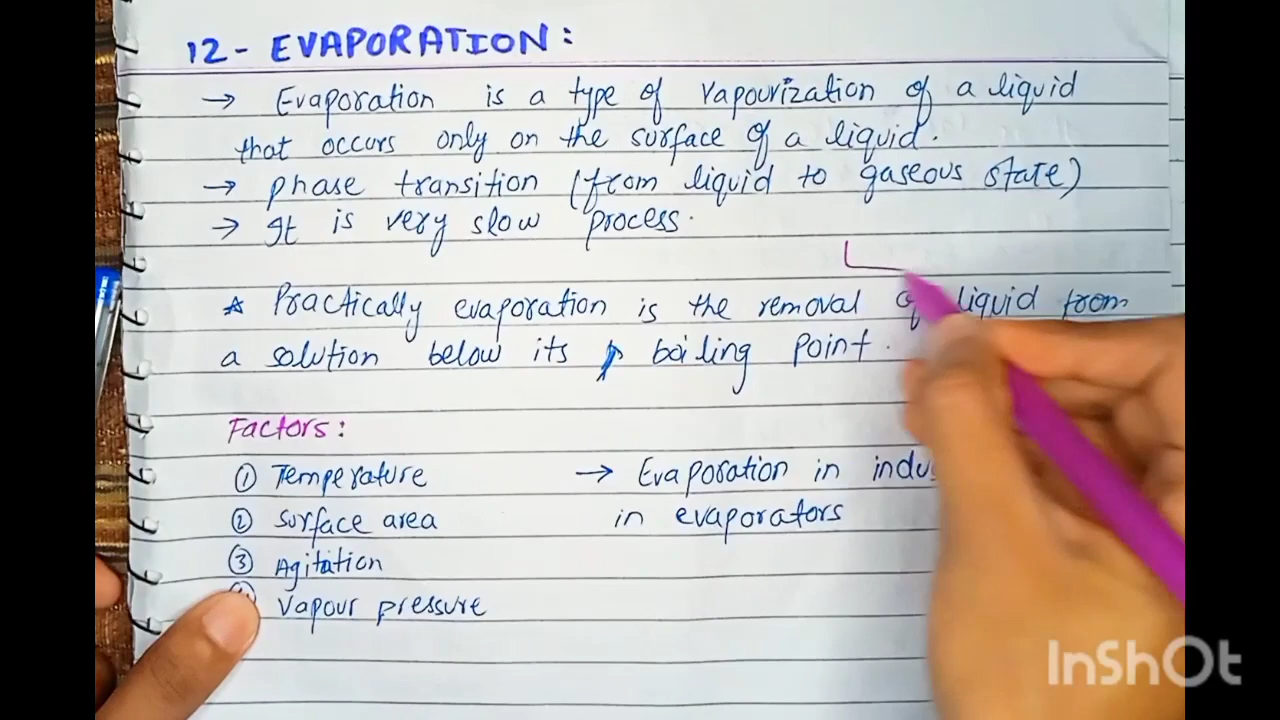 12- EVAPORATION:
→ Evaporation is a type of vapourization of a liquid
that occurs only on the surface of a liquid.
→ phase transition (from liquid to gaseous state)
→ It is very slow process.
* Practically evaporation is the removal of liquid from
a solution below its boiling point.
Factors:
① Temperature
② Surface area
③ Agitation
④ Vapour pressure
→ Evaporation in
in evaporators
InShOt